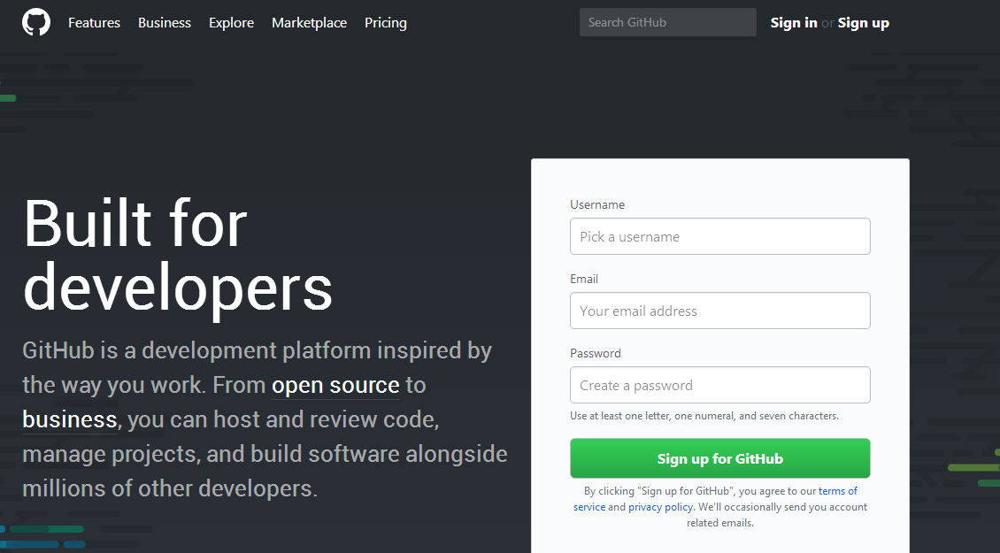 Features Business Explore Marketplace Pricing Search GitHub Sign in or Sign up
Built for
developers
GitHub is a development platform inspired by
the way you work. From open source to
business, you can host and review code,
manage projects, and build software alongside
millions of other developers.
Username
Pick a username
Email
Your email address
Password
Create a password
Use at least one letter, one numeral, and seven characters.
Sign up for GitHub
By clicking "Sign up for GitHub", you agree to our terms of
service and privacy policy. We'll occasionally send you account
related emails.